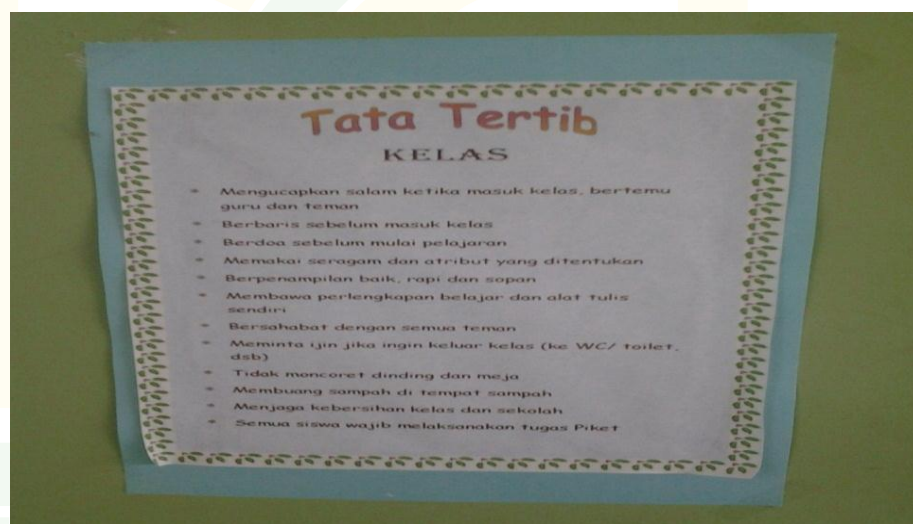 Tata Tertib
KELAS
* Mengucapkan salam ketika masuk kelas, bertemu
guru dan teman
* Berbaris sebelum masuk kelas
* Berdoa sebelum mulai pelajaran
* Memakai seragam dan atribut yang ditentukan
* Berpenampilan baik, rapi dan sopan
* Membawa perlengkapan belajar dan alat tulis
sendiri
* Bersahabat dengan semua teman
* Meminta ijin jika ingin keluar kelas (ke WC/ toilet,
dsb)
* Tidak mencoret dinding dan meja
* Membuang sampah di tempat sampah
* Menjaga kebersihan kelas dan sekolah
* Semua siswa wajib melaksanakan tugas Piket